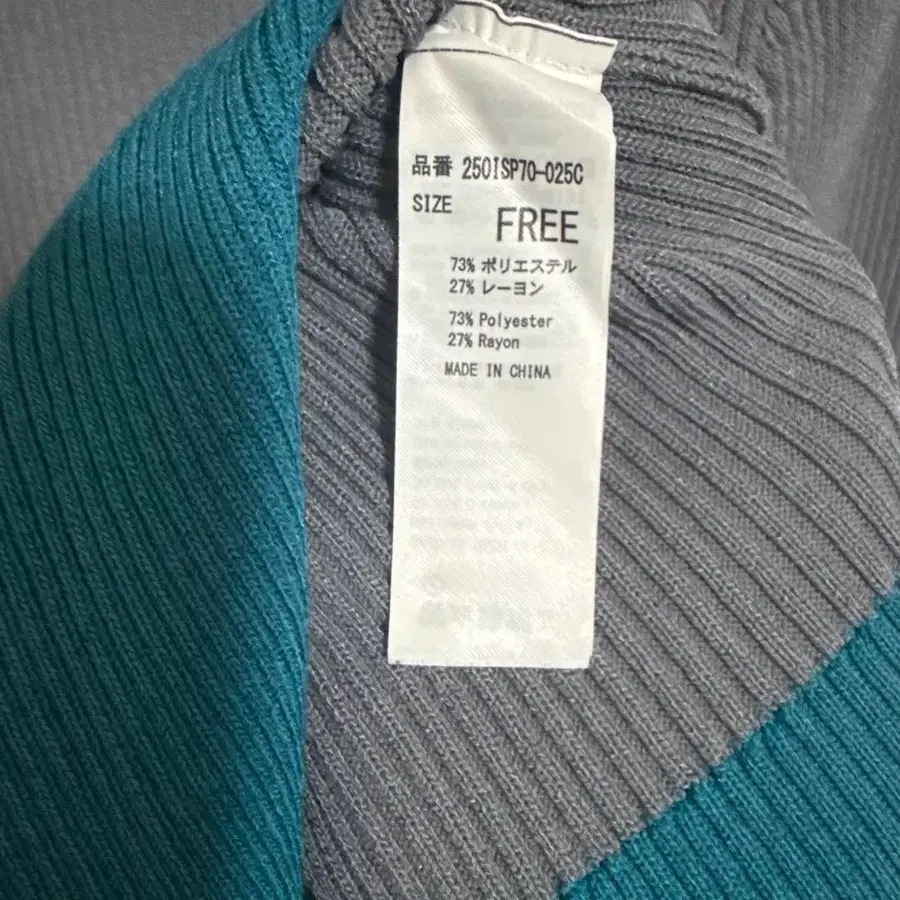 品番 250ISP70-025C
SIZE FREE
73% ポリエステル
27% レーヨン
73% Polyester
27% Rayon
MADE IN CHINA